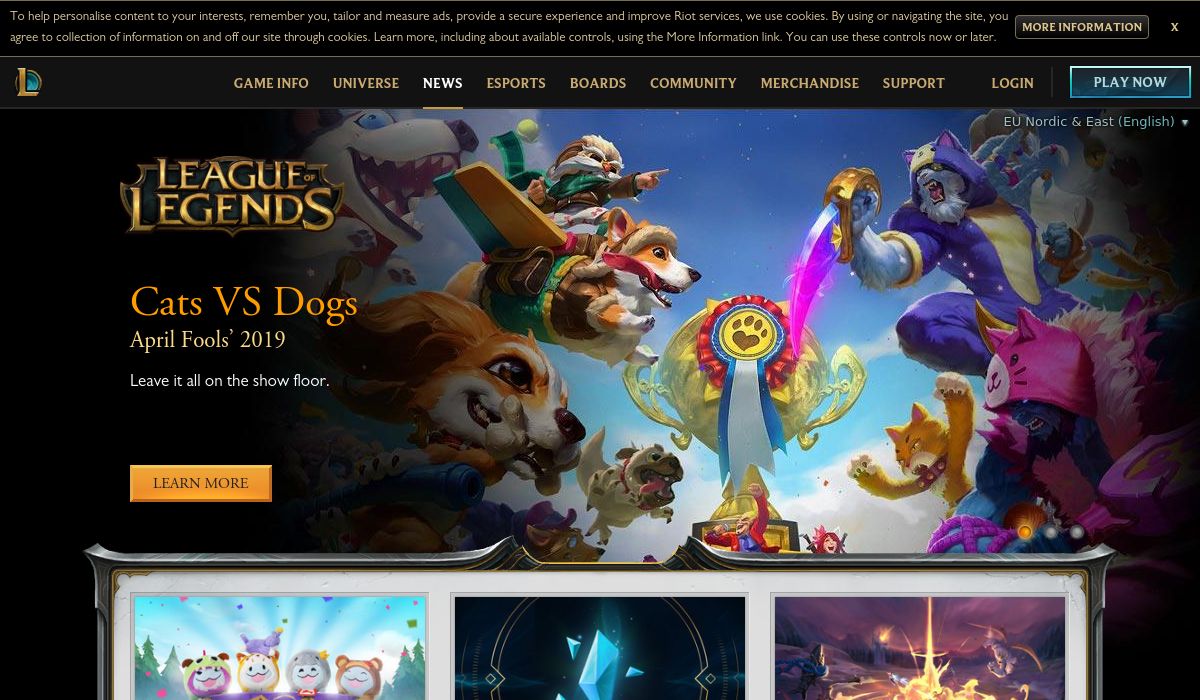 To help personalise content to your interests, remember you, tailor and measure ads, provide a secure experience and improve Riot services, we use cookies. By using or navigating the site, you
agree to collection of information on and off our site through cookies. Learn more, including about available controls, using the More Information link. You can use these controls now or later.
MORE INFORMATION
X
GAME INFO UNIVERSE NEWS ESPORTS BOARDS COMMUNITY MERCHANDISE SUPPORT LOGIN PLAY NOW
EU Nordic & East (English) ▼
LEAGUE OF
LEGENDS
Cats VS Dogs
April Fools’ 2019
Leave it all on the show floor.
LEARN MORE